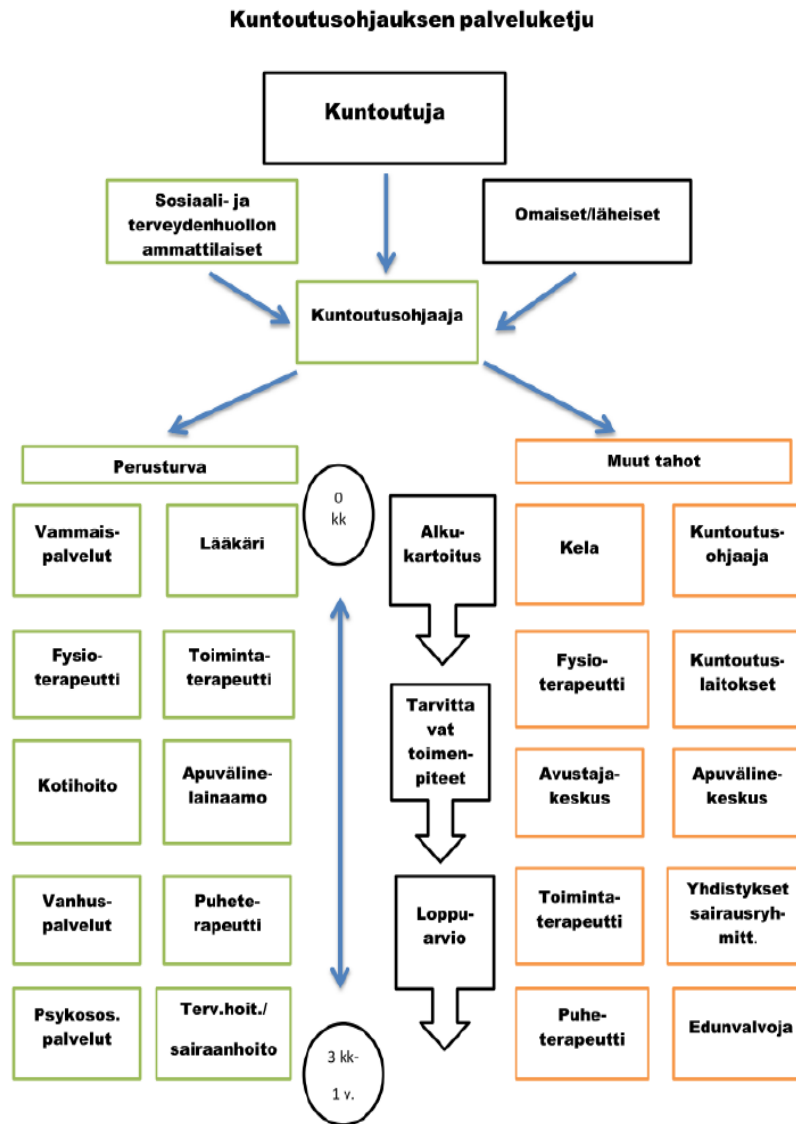 Kuntoutusohjauksen palveluketju
Kuntoutuja
Sosiaali- ja
terveydenhuollon
ammattilaiset
Omaiset/läheiset
Kuntoutusohjaaja
Perusturva
Muut tahot
Vammais-
palvelut
Lääkäri
Fysio-
terapeutti
Toiminta-
terapeutti
Kotihoito
Apuväline-
lainaamo
Vanhus-
palvelut
Puhete-
rapeutti
Psykosos.
palvelut
Terv.hoit./
sairaanhoito
0
kk
3 kk-
1 v.
Alku-
kartoitus
Tarvitta
vat
toimen-
piteet
Loppu-
arvio
Kela
Kuntoutus-
ohjaaja
Fysio-
terapeutti
Kuntoutus-
laitokset
Avustaja-
keskus
Apuväline-
keskus
Toiminta-
terapeutti
Yhdistykset
sairausryh-
mitt.
Puhe-
terapeutti
Edunvalvoja